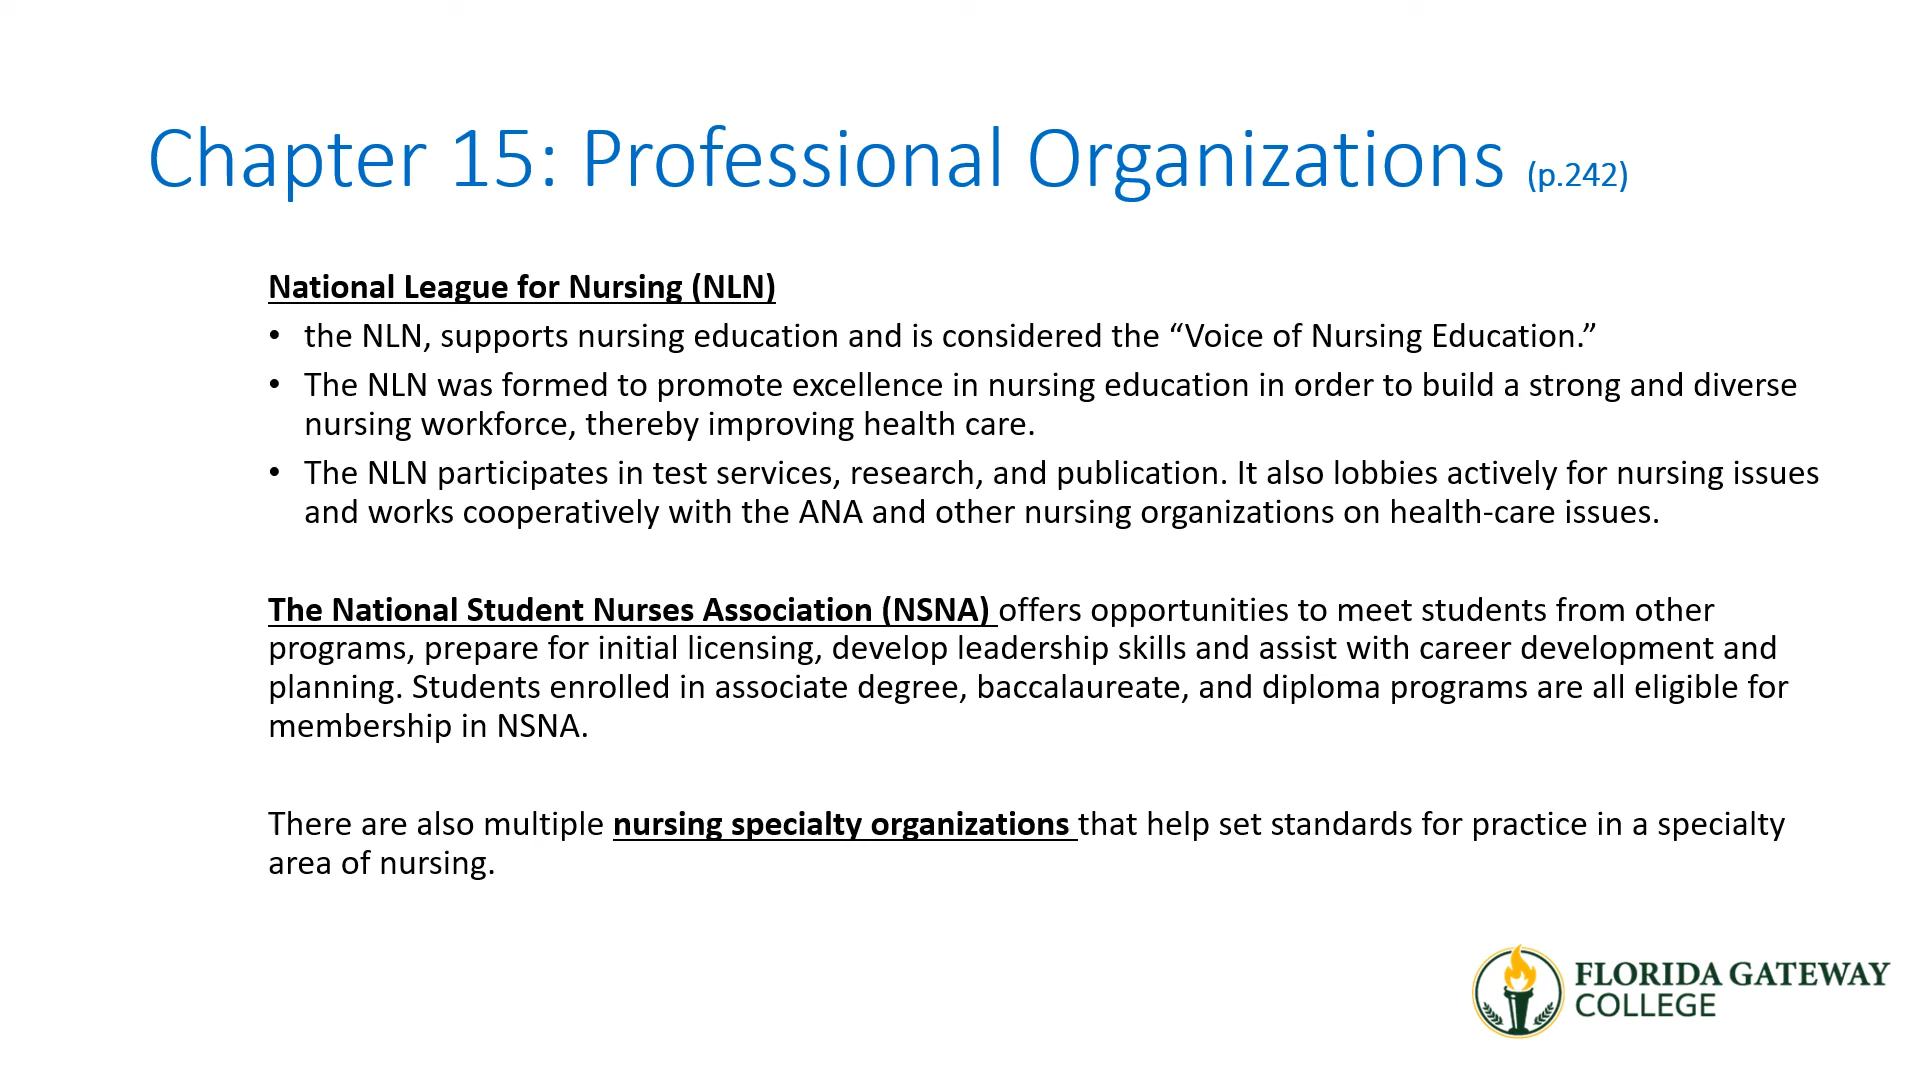 Chapter 15: Professional Organizations (p.242)
National League for Nursing (NLN)
• the NLN, supports nursing education and is considered the “Voice of Nursing Education.”
• The NLN was formed to promote excellence in nursing education in order to build a strong and diverse
nursing workforce, thereby improving health care.
• The NLN participates in test services, research, and publication. It also lobbies actively for nursing issues
and works cooperatively with the ANA and other nursing organizations on health-care issues.
The National Student Nurses Association (NSNA) offers opportunities to meet students from other
programs, prepare for initial licensing, develop leadership skills and assist with career development and
planning. Students enrolled in associate degree, baccalaureate, and diploma programs are all eligible for
membership in NSNA.
There are also multiple nursing specialty organizations that help set standards for practice in a specialty
area of nursing.
FLORIDA GATEWAY
COLLEGE